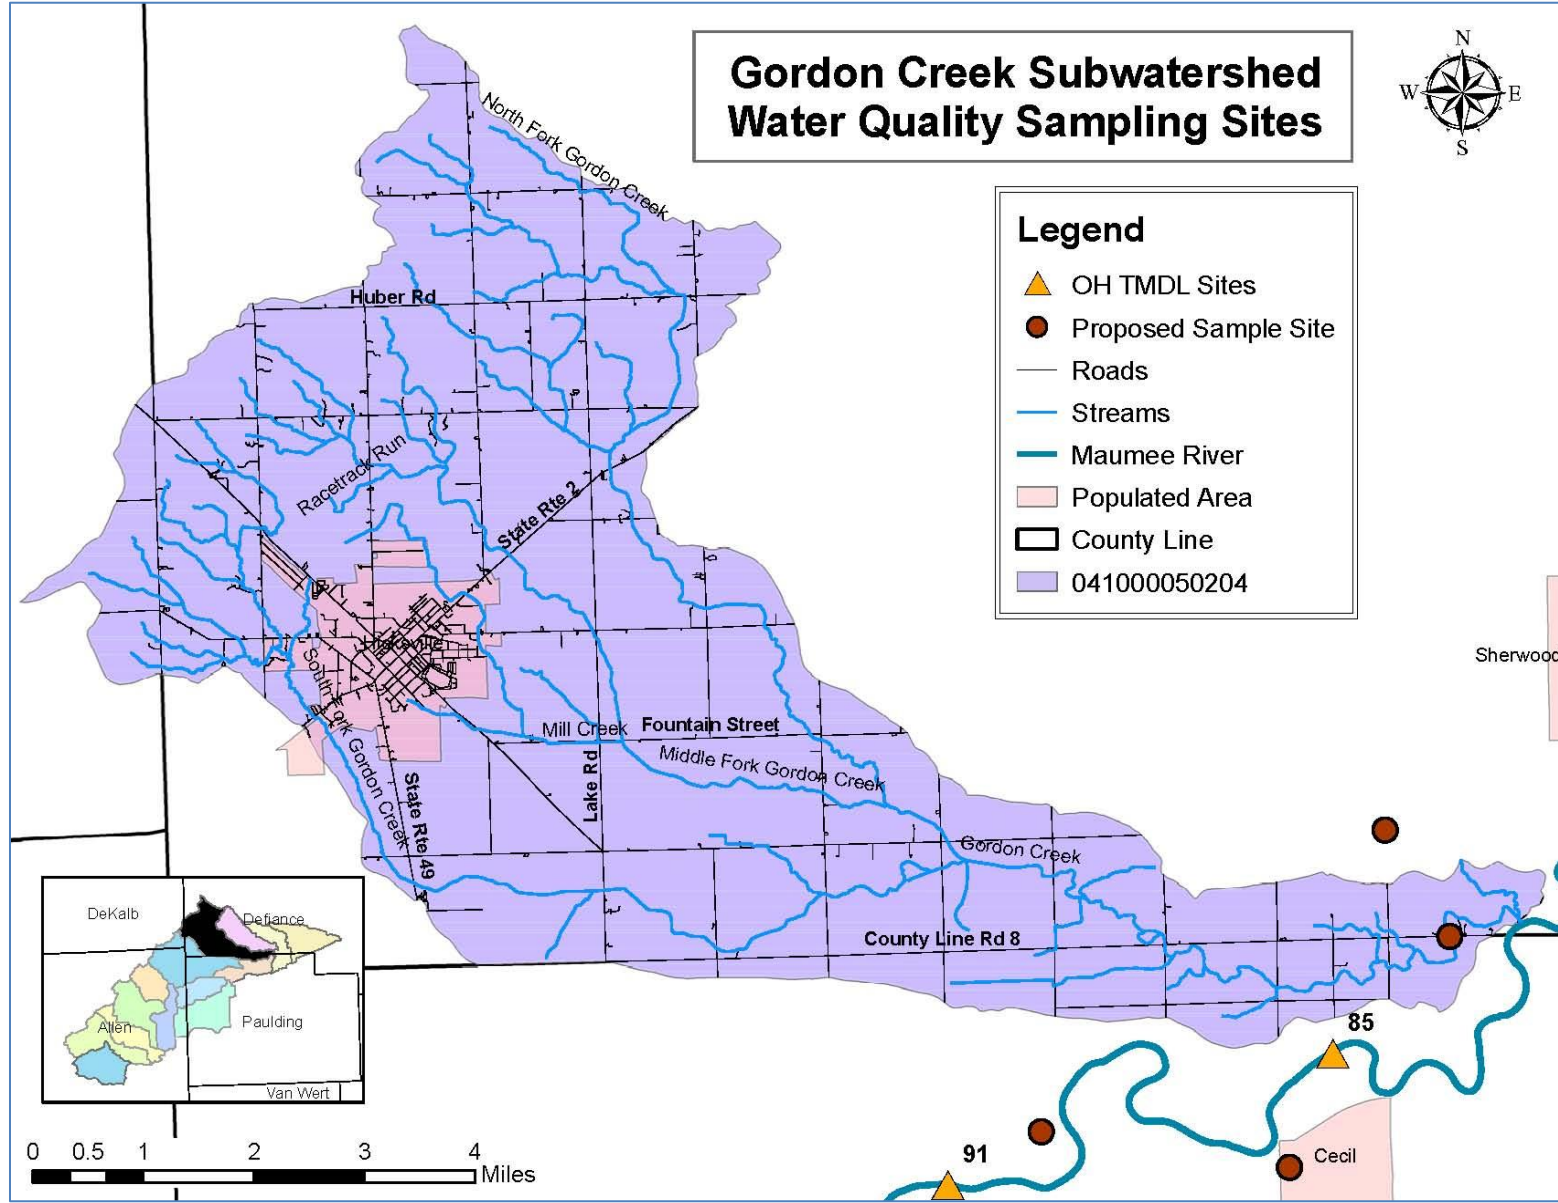 Gordon Creek Subwatershed
Water Quality Sampling Sites
N
W
E
S
Legend
OH TMDL Sites
Proposed Sample Site
Roads
Streams
Maumee River
Populated Area
County Line
041000050204
North Fork Gordon Creek
Huber Rd
Racetrack Run
State Rte 2
Hicksville
South Fork Gordon Creek
Mill Creek
Fountain Street
Middle Fork Gordon Creek
Lake Rd
State Rte 49
Gordon Creek
County Line Rd 8
Sherwood
85
91
Cecil
DeKalb
Defiance
Allen
Paulding
Van Wert
0 0.5 1 2 3 4
Miles